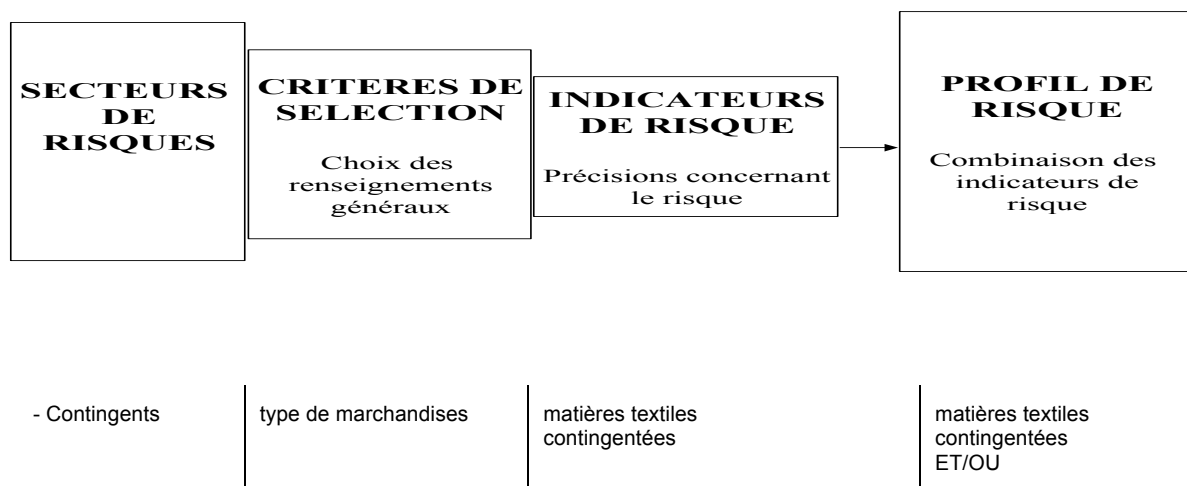 SECTEURS
DE
RISQUES
CRITERES DE
SELECTION
Choix des
renseignements
généraux
INDICATEURS
DE RISQUE
Précisions concernant
le risque
PROFIL DE
RISQUE
Combinaison des
indicateurs de
risque
- Contingents
type de marchandises
matières textiles
contingentées
matières textiles
contingentées
ET/OU